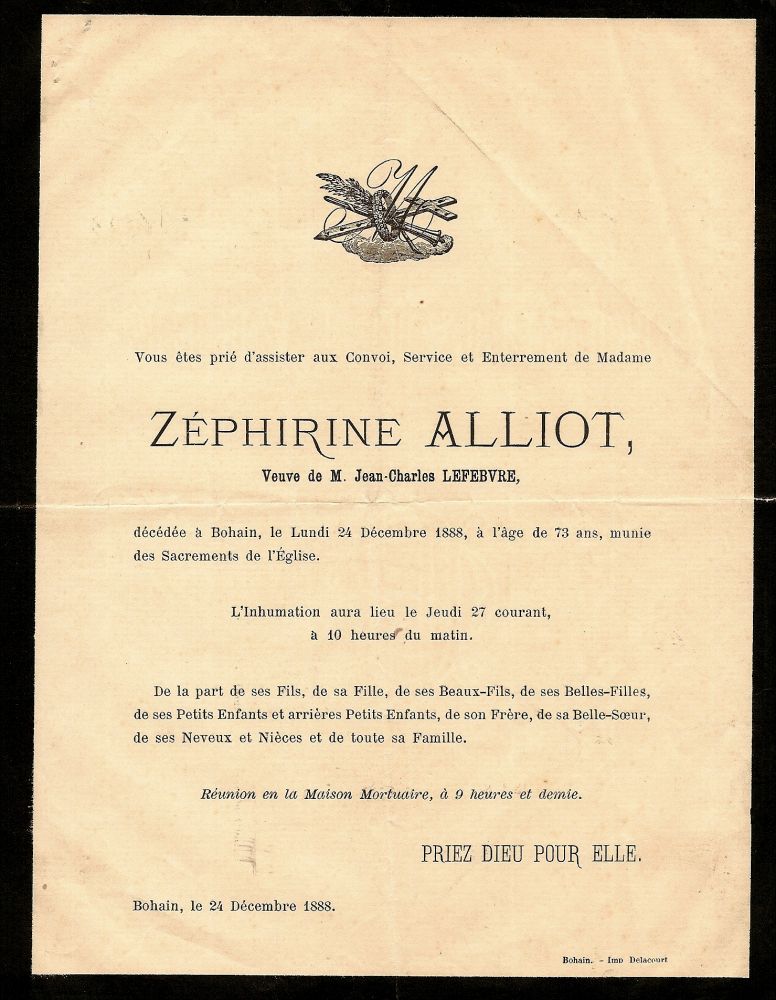 V
Vous êtes prié d'assister aux Convoi, Service et Enterrement de Madame
ZÉPHIRINE ALLIOT,
Veuve de M. Jean-Charles LEFEBVRE,
décédée à Bohain, le Lundi 24 Décembre 1888, à l'âge de 73 ans, munie
des Sacrements de l'Église.
L'Inhumation aura lieu le Jeudi 27 courant,
à 10 heures du matin.
De la part de ses Fils, de sa Fille, de ses Beaux-Fils, de ses Belles-Filles,
de ses Petits Enfants et arrières Petits Enfants, de son Frère, de sa Belle-Sœur,
de ses Neveux et Nièces et de toute sa Famille.
Réunion en la Maison Mortuaire, à 9 heures et demie.
PRIEZ DIEU POUR ELLE.
Bohain, le 24 Décembre 1888.
Bohain. - Imp Delacourt